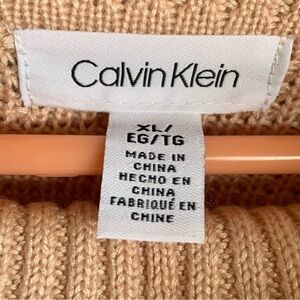 Calvin Klein
XL/
EG/TG
MADE IN
CHINA
HECHO EN
CHINA
FABRIQUÉ EN
CHINE